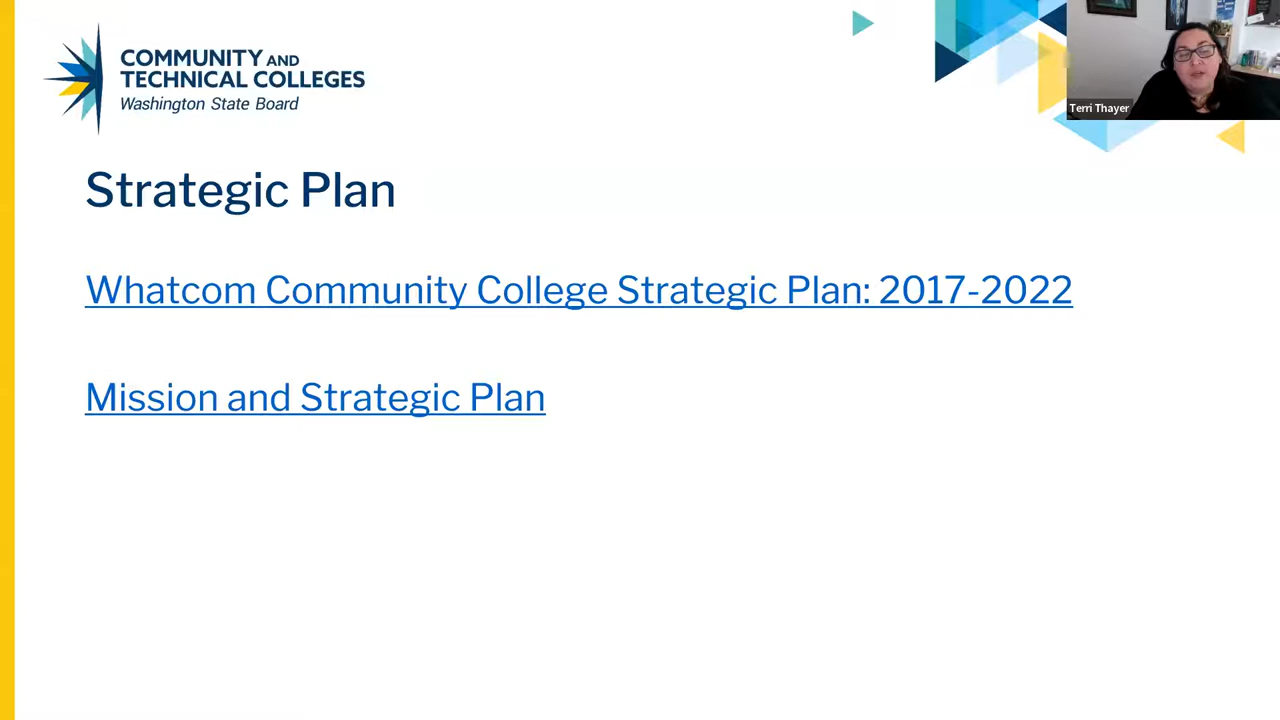 COMMUNITY AND
TECHNICAL COLLEGES
Washington State Board
Terri Thayer
Strategic Plan
Whatcom Community College Strategic Plan: 2017-2022
Mission and Strategic Plan